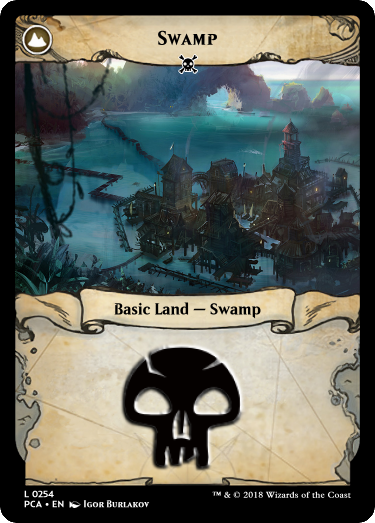 Swamp
Basic Land — Swamp
L 0254
PCA • EN Igor Burlakov
™ & © 2018 Wizards of the Coast